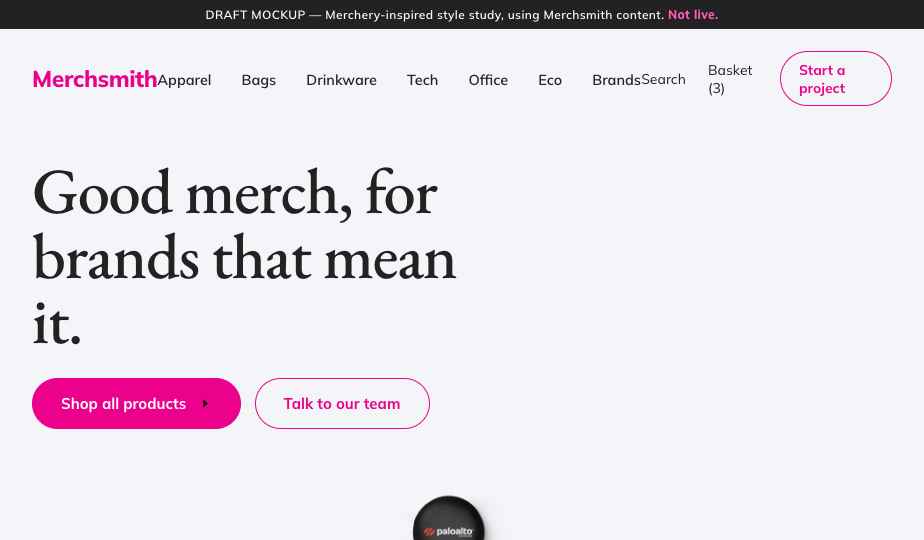 DRAFT MOCKUP — Merchery-inspired style study, using Merchsmith content. Not live.
Merchsmith Apparel Bags Drinkware Tech Office Eco Brands Search Basket (3) Start a project
Good merch, for
brands that mean
it.
Shop all products Talk to our team
paloalto